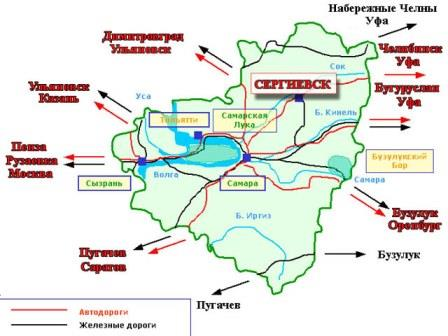 Набережные Челны
Уфа
Димитровград
Ульяновск
Челябинск
Уфа
Сок
СЕРГИЕВСК
Бугуруслан
Уфа
Ульяновск
Казань
Уса
Тольятти
Самарская
Лука
Б. Кинель
Пенза
Рузаевка
Москва
Бузулукский
Бор
Сызрань
Волга
Самара
Самара
Б. Иргиз
Бузулук
Оренбург
Пугачев
Саратов
Бузулук
Пугачев
Автодороги
Железные дороги